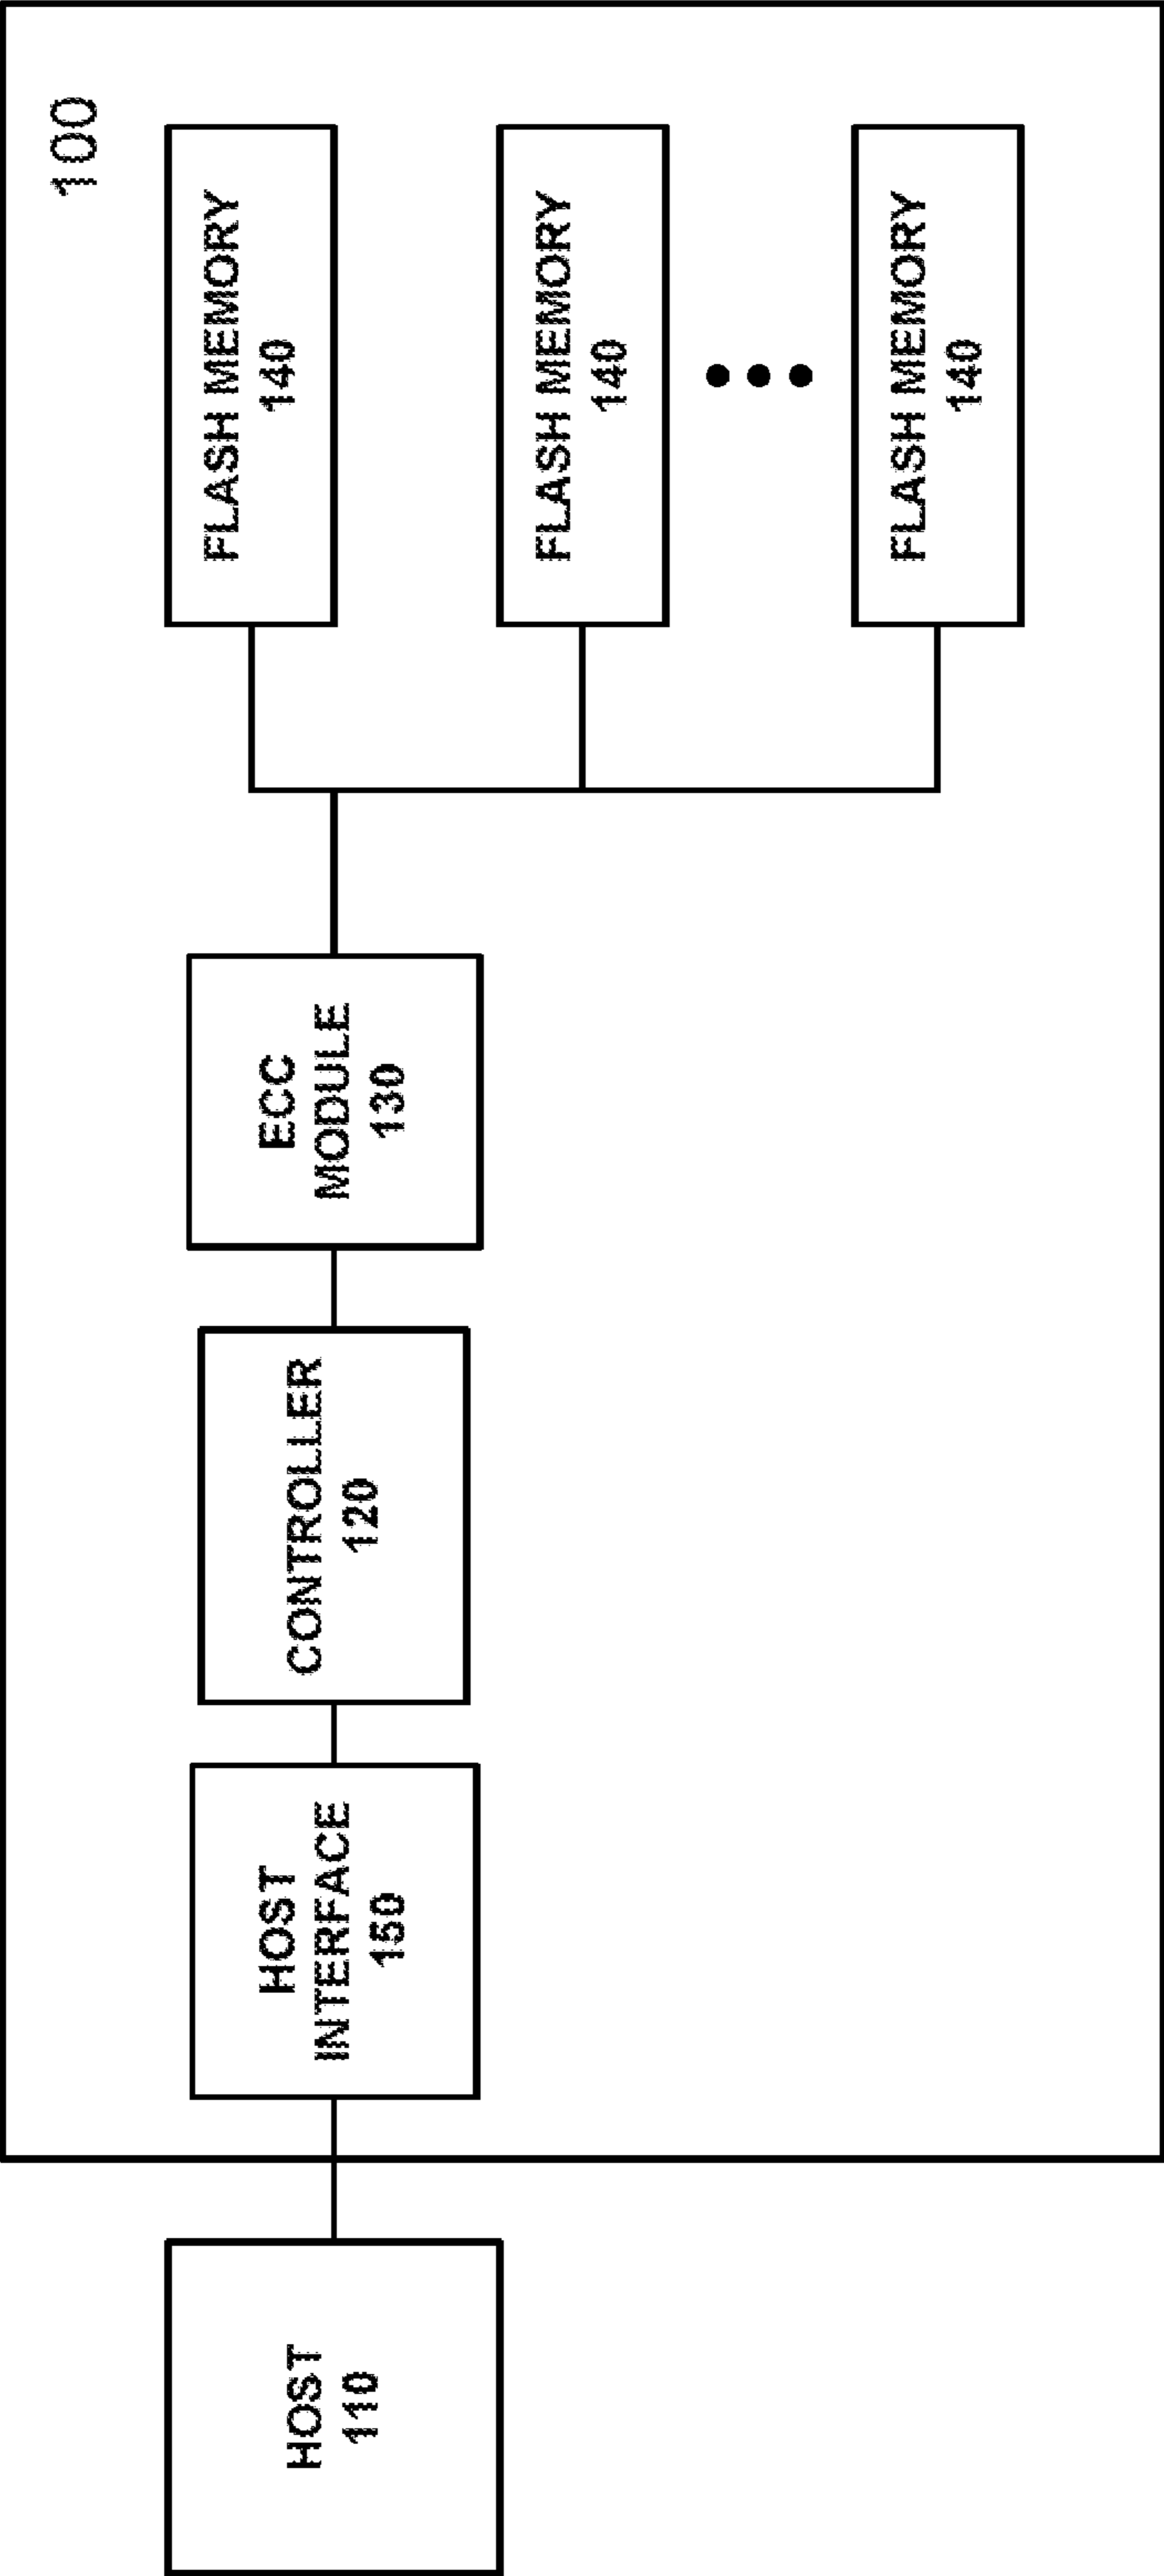 100
HOST
110
HOST
INTERFACE
150
CONTROLLER
120
ECC
MODULE
130
FLASH MEMORY
140
FLASH MEMORY
140
FLASH MEMORY
140